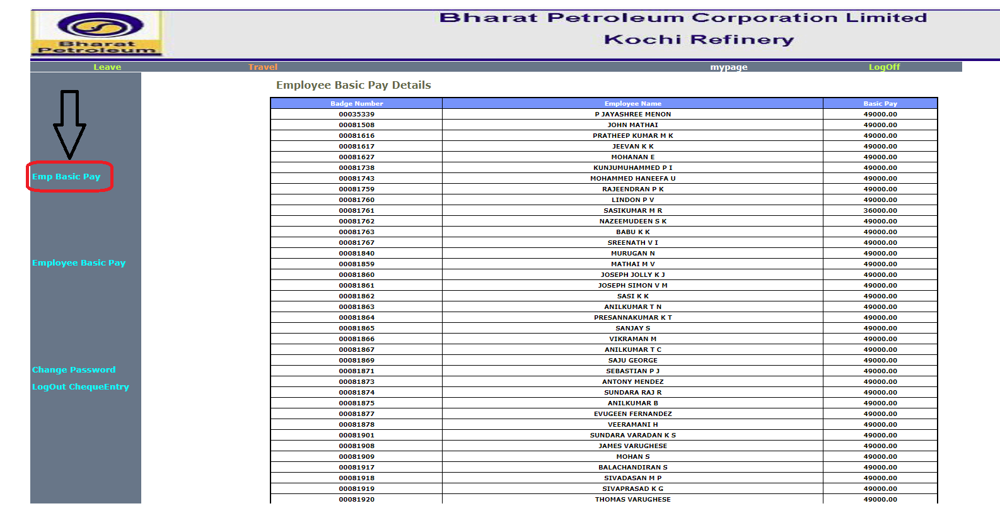 Bharat Petroleum Corporation Limited
Kochi Refinery
Bharat
Petroleum
Leave Travel mypage LogOff
Emp Basic Pay
Employee Basic Pay
Change Password
LogOut ChequeEntry
Employee Basic Pay Details
Badge Number Employee Name Basic Pay
00035339 P JAYASHREE MENON 49000.00
00081508 JOHN MATHAI 49000.00
00081616 PRATHEEP KUMAR M K 49000.00
00081617 JEEVAN K K 49000.00
00081627 MOHANAN E 49000.00
00081738 KUNJUMUHAMMED P I 49000.00
00081743 MOHAMMED HANEEFA U 49000.00
00081759 RAJEENDRAN P K 49000.00
00081760 LINDON P V 49000.00
00081761 SASIKUMAR M R 36000.00
00081762 NAZEEMUDEEN S K 49000.00
00081763 BABU K K 49000.00
00081767 SREENATH V I 49000.00
00081840 MURUGAN N 49000.00
00081859 MATHAI M V 49000.00
00081860 JOSEPH JOLLY K J 49000.00
00081861 JOSEPH SIMON V M 49000.00
00081862 SASI K K 49000.00
00081863 ANILKUMAR T N 49000.00
00081864 PRESANNAKUMAR K T 49000.00
00081865 SANJAY S 49000.00
00081866 VIKRAMAN M 49000.00
00081867 ANILKUMAR T C 49000.00
00081869 SAJU GEORGE 49000.00
00081871 SEBASTIAN P J 49000.00
00081873 ANTONY MENDEZ 49000.00
00081874 SUNDARA RAJ R 49000.00
00081875 ANILKUMAR B 49000.00
00081877 EVUGEEN FERNANDEZ 49000.00
00081878 VEERAMANI H 49000.00
00081901 SUNDARA VARADAN K S 49000.00
00081908 JAMES VARUGHESE 49000.00
00081909 MOHAN S 49000.00
00081917 BALACHANDIRAN S 49000.00
00081918 SIVADASAN M P 49000.00
00081919 SIVAPRASAD K G 49000.00
00081920 THOMAS VARUGHESE 49000.00